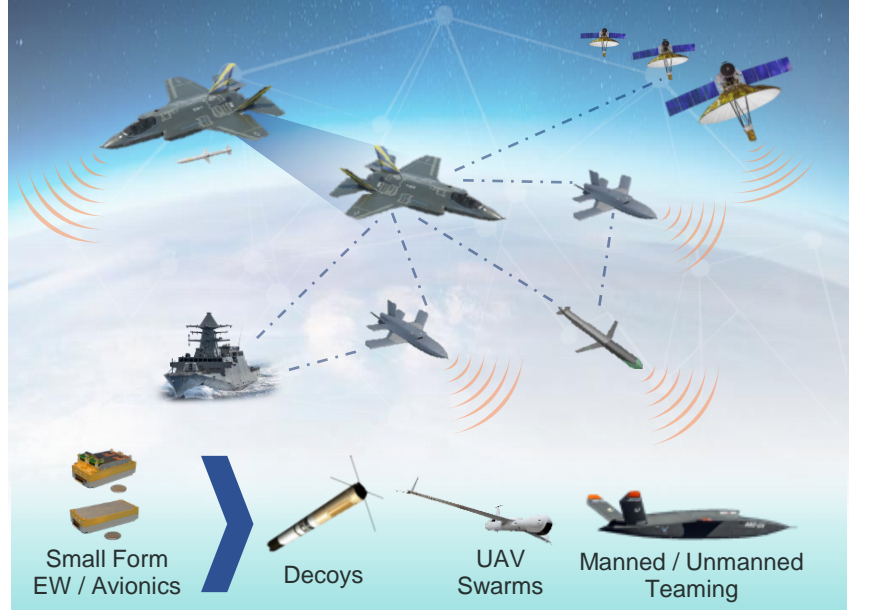 Small Form
EW / Avionics
Decoys
UAV
Swarms
Manned / Unmanned
Teaming